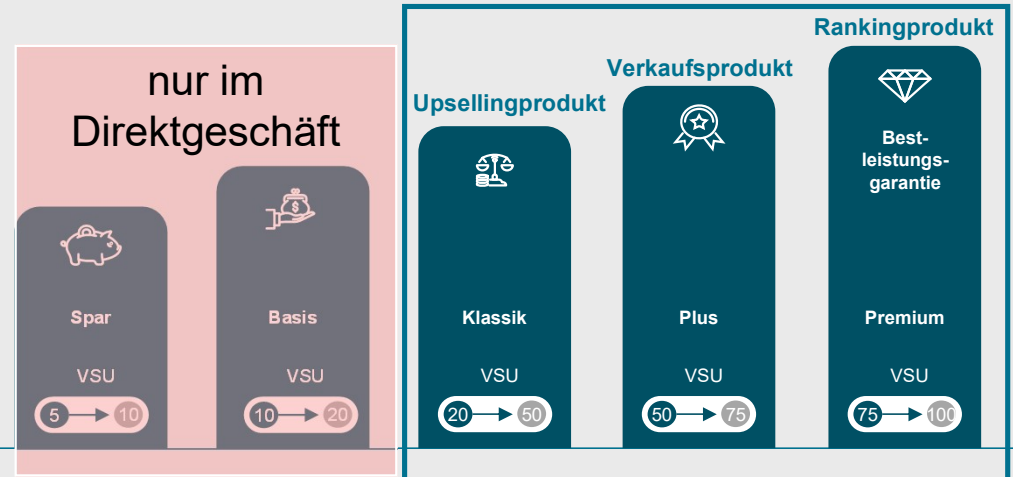 nur im
Direktgeschäft
Spar
VSU
5 10
Basis
VSU
10 20
Upsellingprodukt
Klassik
VSU
20 50
Verkaufsprodukt
Plus
VSU
50 75
Rankingprodukt
Best-
leistungs-
garantie
Premium
VSU
75 100